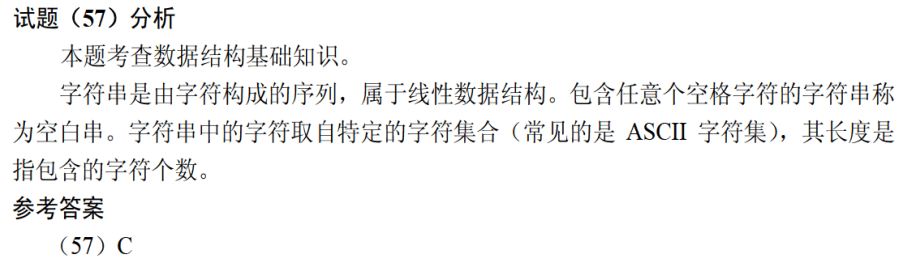 试题（57）分析
本题考查数据结构基础知识。
字符串是由字符构成的序列，属于线性数据结构。包含任意个空格字符的字符串称
为空白串。字符串中的字符取自特定的字符集合（常见的是 ASCII 字符集），其长度是
指包含的字符个数。
参考答案
（57）C